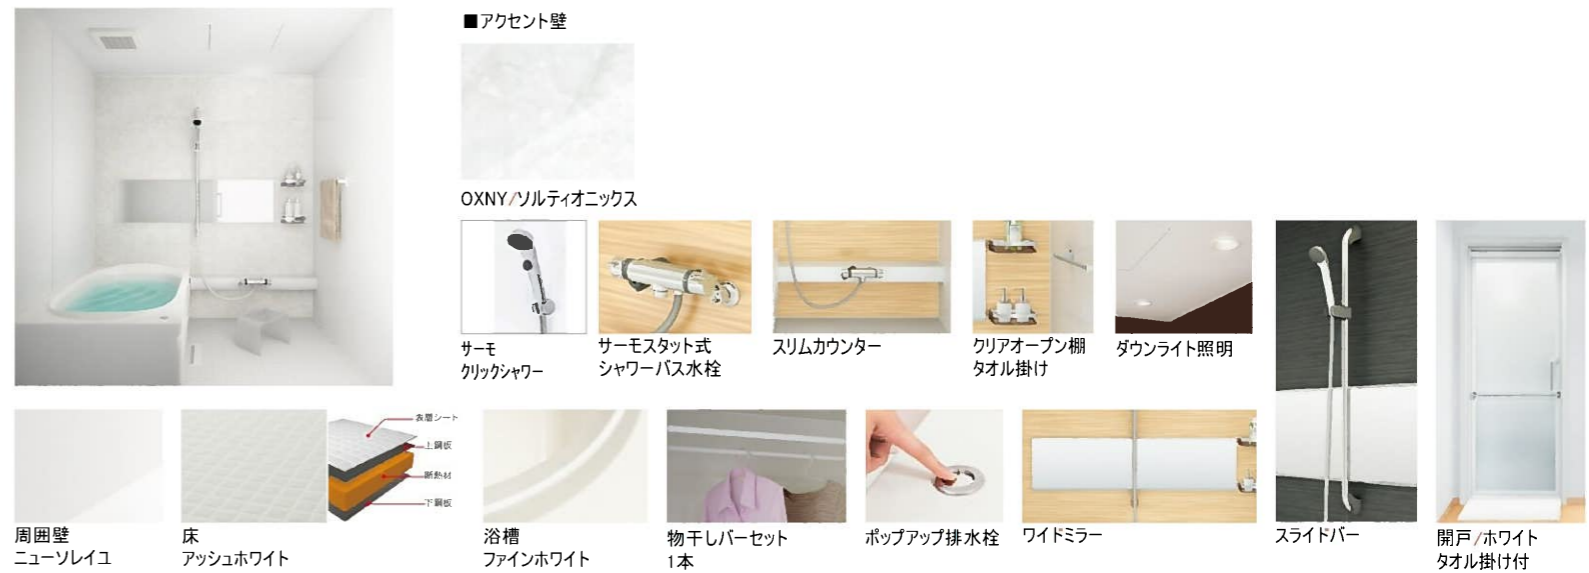 ■アクセント壁
OXNY/ソルティオニックス
サーモ
クリックシャワー
サーモスタット式
シャワーバス水栓
スリムカウンター
クリアオープン棚
タオル掛け
ダウンライト照明
スライドバー
開戸/ホワイト
タオル掛け付
周囲壁
ニューソレイユ
床
アッシュホワイト
表層シート
上鋼板
断熱材
下鋼板
浴槽
ファインホワイト
物干しバーセット
1本
ポップアップ排水栓
ワイドミラー